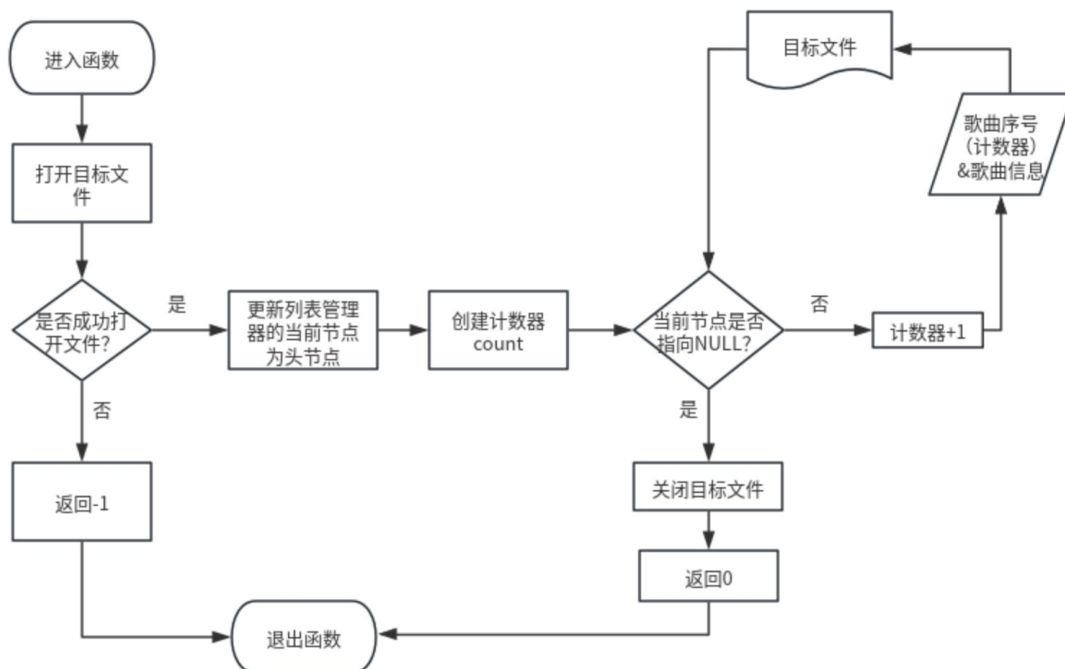 进入函数
打开目标文
件
是否成功打
开文件?
是
否
返回-1
更新列表管理
器的当前节点
为头节点
创建计数器
count
当前节点是否
指向NULL?
否
计数器+1
歌曲序号
(计数器)
&歌曲信息
目标文件
是
关闭目标文件
返回0
退出函数